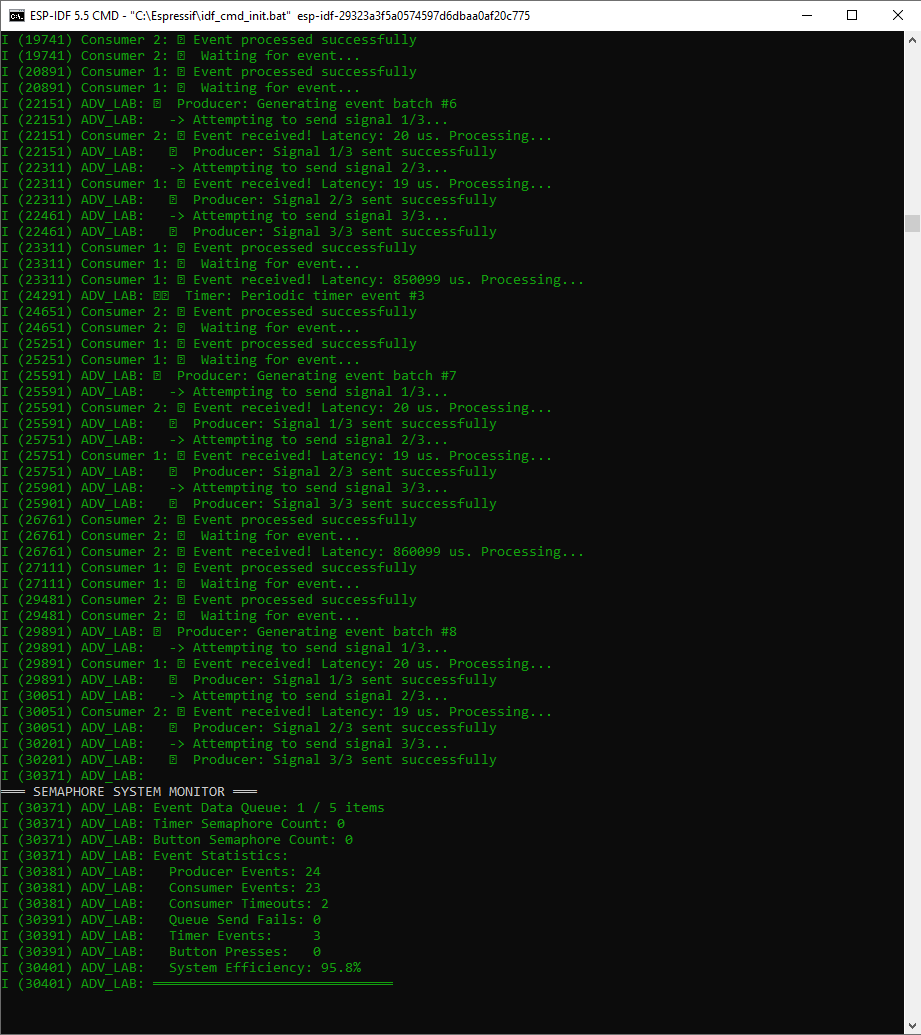 ESP-IDF 5.5 CMD - "C:\Espressif\idf_cmd_init.bat"  esp-idf-29323a3f5a0574597d6dbaa0af20c775
I (19741) Consumer 2: Event processed successfully
I (19741) Consumer 2: Waiting for event...
I (20891) Consumer 1: Event processed successfully
I (20891) Consumer 1: Waiting for event...
I (22151) ADV_LAB: Producer: Generating event batch #6
I (22151) ADV_LAB:   -> Attempting to send signal 1/3...
I (22151) Consumer 2: Event received! Latency: 20 us. Processing...
I (22151) ADV_LAB: Producer: Signal 1/3 sent successfully
I (22311) ADV_LAB:   -> Attempting to send signal 2/3...
I (22311) Consumer 1: Event received! Latency: 19 us. Processing...
I (22311) ADV_LAB: Producer: Signal 2/3 sent successfully
I (22461) ADV_LAB:   -> Attempting to send signal 3/3...
I (22461) ADV_LAB: Producer: Signal 3/3 sent successfully
I (23311) Consumer 1: Event processed successfully
I (23311) Consumer 1: Waiting for event...
I (23311) Consumer 1: Event received! Latency: 850099 us. Processing...
I (24291) ADV_LAB: Timer: Periodic timer event #3
I (24651) Consumer 2: Event processed successfully
I (24651) Consumer 2: Waiting for event...
I (25251) Consumer 1: Event processed successfully
I (25251) Consumer 1: Waiting for event...
I (25591) ADV_LAB: Producer: Generating event batch #7
I (25591) ADV_LAB:   -> Attempting to send signal 1/3...
I (25591) Consumer 2: Event received! Latency: 20 us. Processing...
I (25591) ADV_LAB: Producer: Signal 1/3 sent successfully
I (25751) ADV_LAB:   -> Attempting to send signal 2/3...
I (25751) Consumer 1: Event received! Latency: 19 us. Processing...
I (25751) ADV_LAB: Producer: Signal 2/3 sent successfully
I (25901) ADV_LAB:   -> Attempting to send signal 3/3...
I (25901) ADV_LAB: Producer: Signal 3/3 sent successfully
I (26761) Consumer 2: Event processed successfully
I (26761) Consumer 2: Waiting for event...
I (26761) Consumer 2: Event received! Latency: 860099 us. Processing...
I (27111) Consumer 1: Event processed successfully
I (27111) Consumer 1: Waiting for event...
I (29481) Consumer 2: Event processed successfully
I (29481) Consumer 2: Waiting for event...
I (29891) ADV_LAB: Producer: Generating event batch #8
I (29891) ADV_LAB:   -> Attempting to send signal 1/3...
I (29891) Consumer 1: Event received! Latency: 20 us. Processing...
I (29891) ADV_LAB: Producer: Signal 1/3 sent successfully
I (30051) ADV_LAB:   -> Attempting to send signal 2/3...
I (30051) Consumer 2: Event received! Latency: 19 us. Processing...
I (30051) ADV_LAB: Producer: Signal 2/3 sent successfully
I (30201) ADV_LAB:   -> Attempting to send signal 3/3...
I (30201) ADV_LAB: Producer: Signal 3/3 sent successfully
I (30371) ADV_LAB:
═══ SEMAPHORE SYSTEM MONITOR ═══
I (30371) ADV_LAB: Event Data Queue: 1 / 5 items
I (30371) ADV_LAB: Timer Semaphore Count: 0
I (30371) ADV_LAB: Button Semaphore Count: 0
I (30371) ADV_LAB: Event Statistics:
I (30381) ADV_LAB:   Producer Events: 24
I (30381) ADV_LAB:   Consumer Events: 23
I (30381) ADV_LAB:   Consumer Timeouts: 2
I (30391) ADV_LAB:   Queue Send Fails: 0
I (30391) ADV_LAB:   Timer Events:     3
I (30391) ADV_LAB:   Button Presses:   0
I (30401) ADV_LAB:   System Efficiency: 95.8%
I (30401) ADV_LAB: ══════════════════════════════